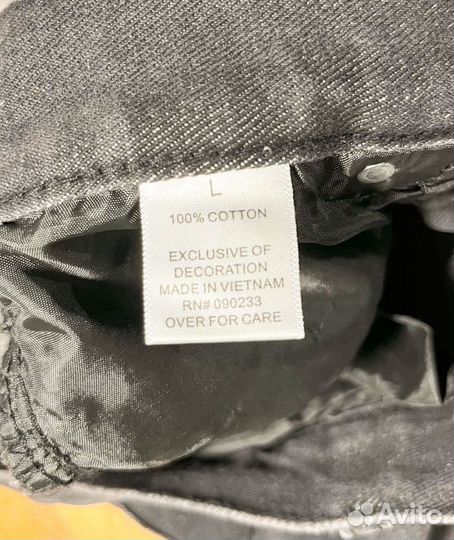 L
100% COTTON
EXCLUSIVE OF
DECORATION
MADE IN VIETNAM
RN# 090233
OVER FOR CARE
Avito